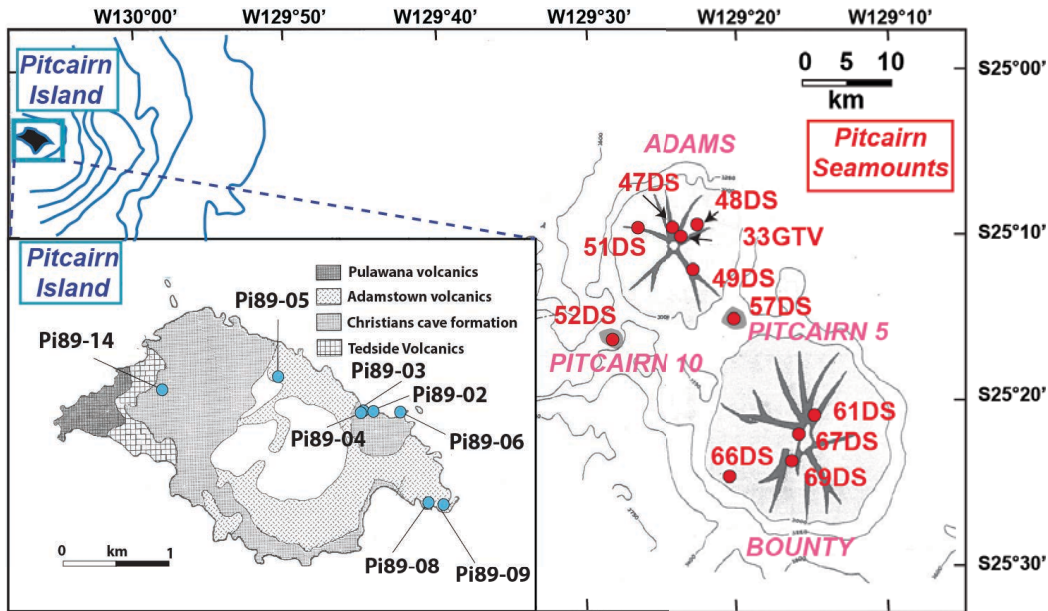 W130°00' W129°50' W129°40' W129°30' W129°20' W129°10'
S25°00'
S25°10'
S25°20'
S25°30'
Pitcairn
Island
0 5 10
km
Pitcairn
Seamounts
ADAMS
47DS
48DS
51DS
33GTV
49DS
57DS
52DS
PITCAIRN 5
PITCAIRN 10
61DS
67DS
66DS
69DS
BOUNTY
Pitcairn
Island
Pulawana volcanics
Adamstown volcanics
Christians cave formation
Tedside Volcanics
Pi89-05
Pi89-14
Pi89-03
Pi89-02
Pi89-04
Pi89-06
Pi89-08
Pi89-09
0 km 1